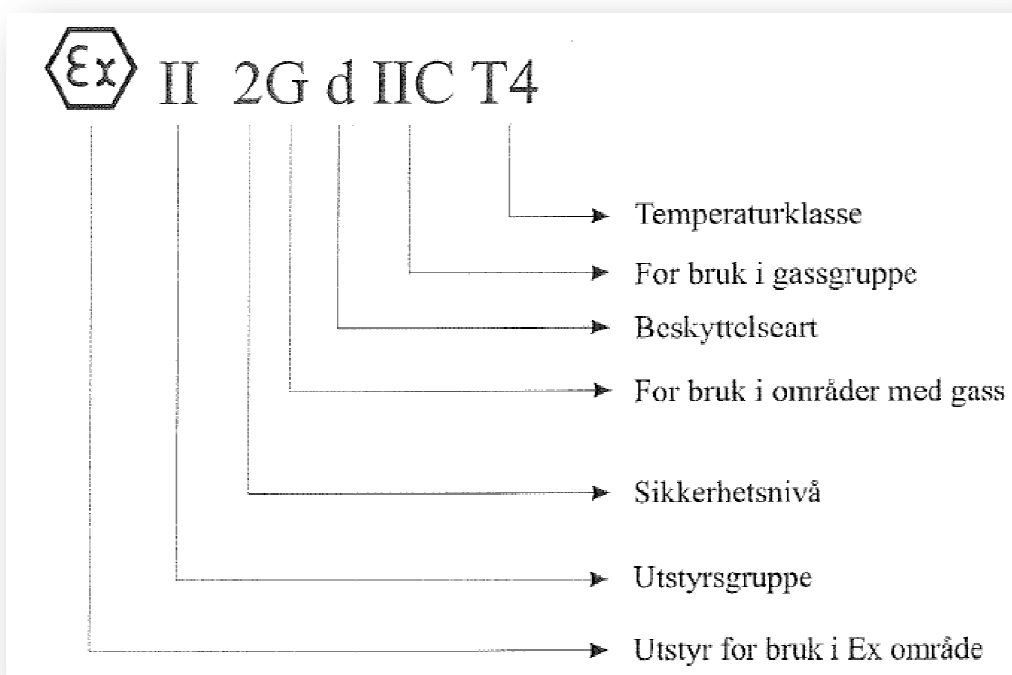 Ex II 2G d IIC T4
Temperaturklasse
For bruk i gassgruppe
Beskyttelseart
For bruk i områder med gass
Sikkerhetsnivå
Utstyrsgruppe
Utstyr for bruk i Ex område